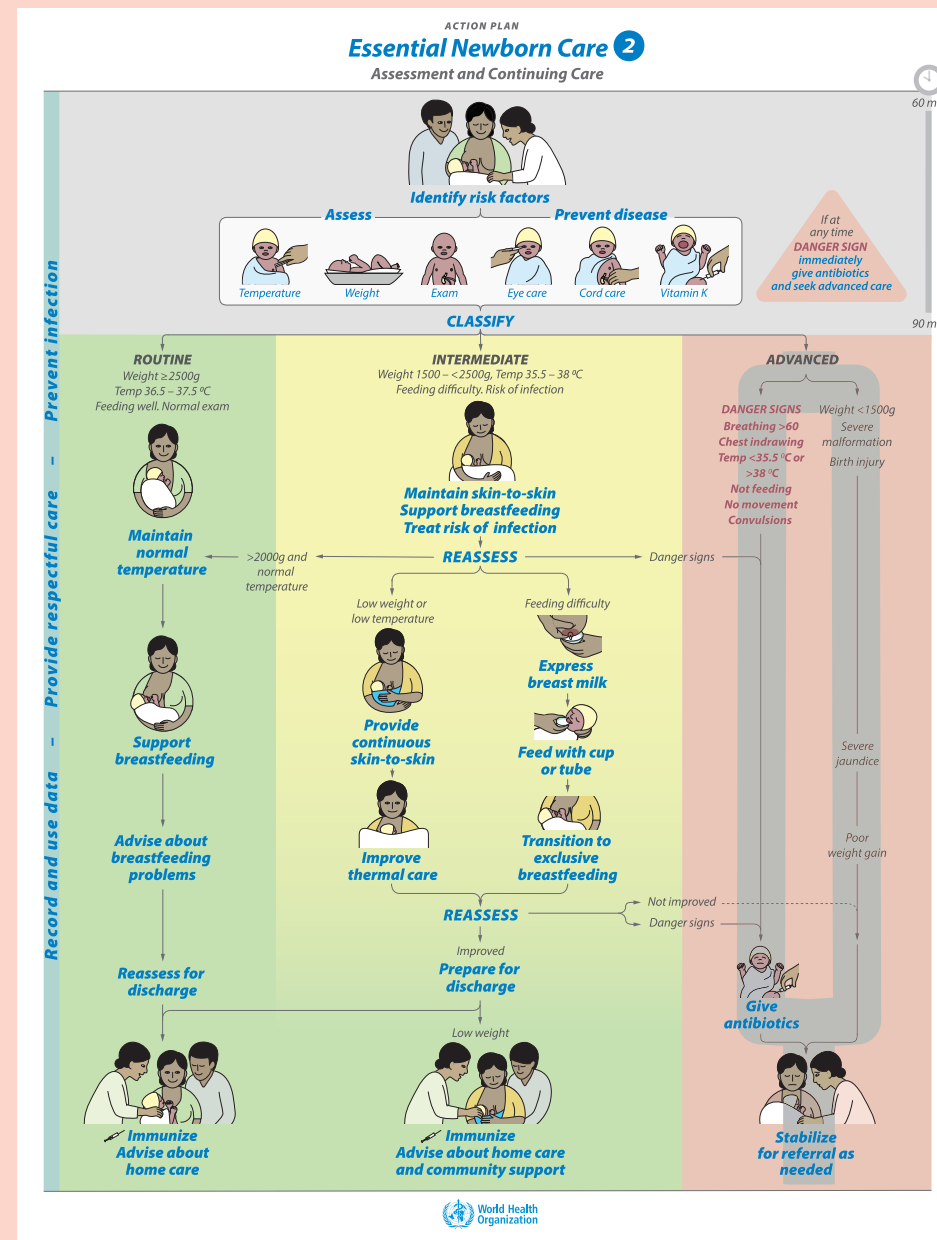 ACTION PLAN
Essential Newborn Care 2
Assessment and Continuing Care
60 m
Identify risk factors
Assess
Prevent disease
Temperature
Weight
Exam
Eye care
Cord care
Vitamin K
If at
any time
DANGER SIGN
immediately
give antibiotics
and seek advanced care
CLASSIFY
90 m
Record and use data – Provide respectful care – Prevent infection
ROUTINE
Weight ≥2500g
Temp 36.5 – 37.5 ⁰C
Feeding well. Normal exam
Maintain
normal
temperature
Support
breastfeeding
Advise about
breastfeeding
problems
Reassess for
discharge
Immunize
Advise about
home care
INTERMEDIATE
Weight 1500 – <2500g, Temp 35.5 – 38 ⁰C
Feeding difficulty. Risk of infection
Maintain skin-to-skin
Support breastfeeding
Treat risk of infection
REASSESS
>2000g and
normal
temperature
Danger signs
Low weight or
low temperature
Provide
continuous
skin-to-skin
Improve
thermal care
Feeding difficulty
Express
breast milk
Feed with cup
or tube
Transition to
exclusive
breastfeeding
REASSESS
Not improved
Danger signs
Improved
Prepare for
discharge
Low weight
Immunize
Advise about home care
and community support
ADVANCED
DANGER SIGNS
Breathing >60
Chest indrawing
Temp <35.5 ⁰C or
>38 ⁰C
Not feeding
No movement
Convulsions
Weight <1500g
Severe
malformation
Birth injury
Severe
jaundice
Poor
weight gain
Give
antibiotics
Stabilize
for referral as
needed
World Health
Organization